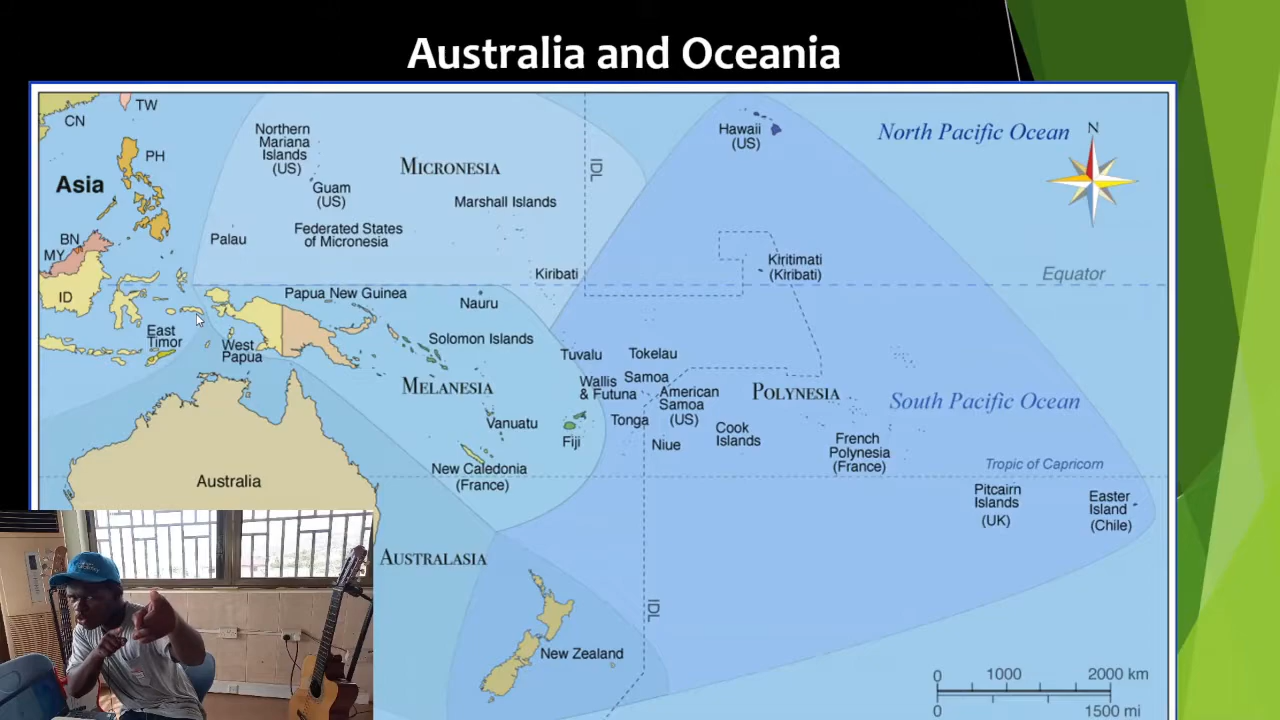 Australia and Oceania
CN
TW
PH
Asia
BN
MY
ID
East
Timor
West
Papua
Northern
Mariana
Islands
(US)
Guam
(US)
MICRONESIA
Marshall Islands
Palau
Federated States
of Micronesia
Kiribati
IDL
Hawaii
(US)
North Pacific Ocean
N
Kiritimati
(Kiribati)
Equator
Papua New Guinea
Nauru
Solomon Islands
MELANESIA
Vanuatu
Fiji
New Caledonia
(France)
Tuvalu
Tokelau
Wallis
& Futuna
Samoa
American
Samoa
(US)
Tonga
Niue
Cook
Islands
POLYNESIA
South Pacific Ocean
French
Polynesia
(France)
Tropic of Capricorn
Pitcairn
Islands
(UK)
Easter
Island
(Chile)
Australia
AUSTRALASIA
IDL
New Zealand
0 1000 2000 km
0 1500 mi